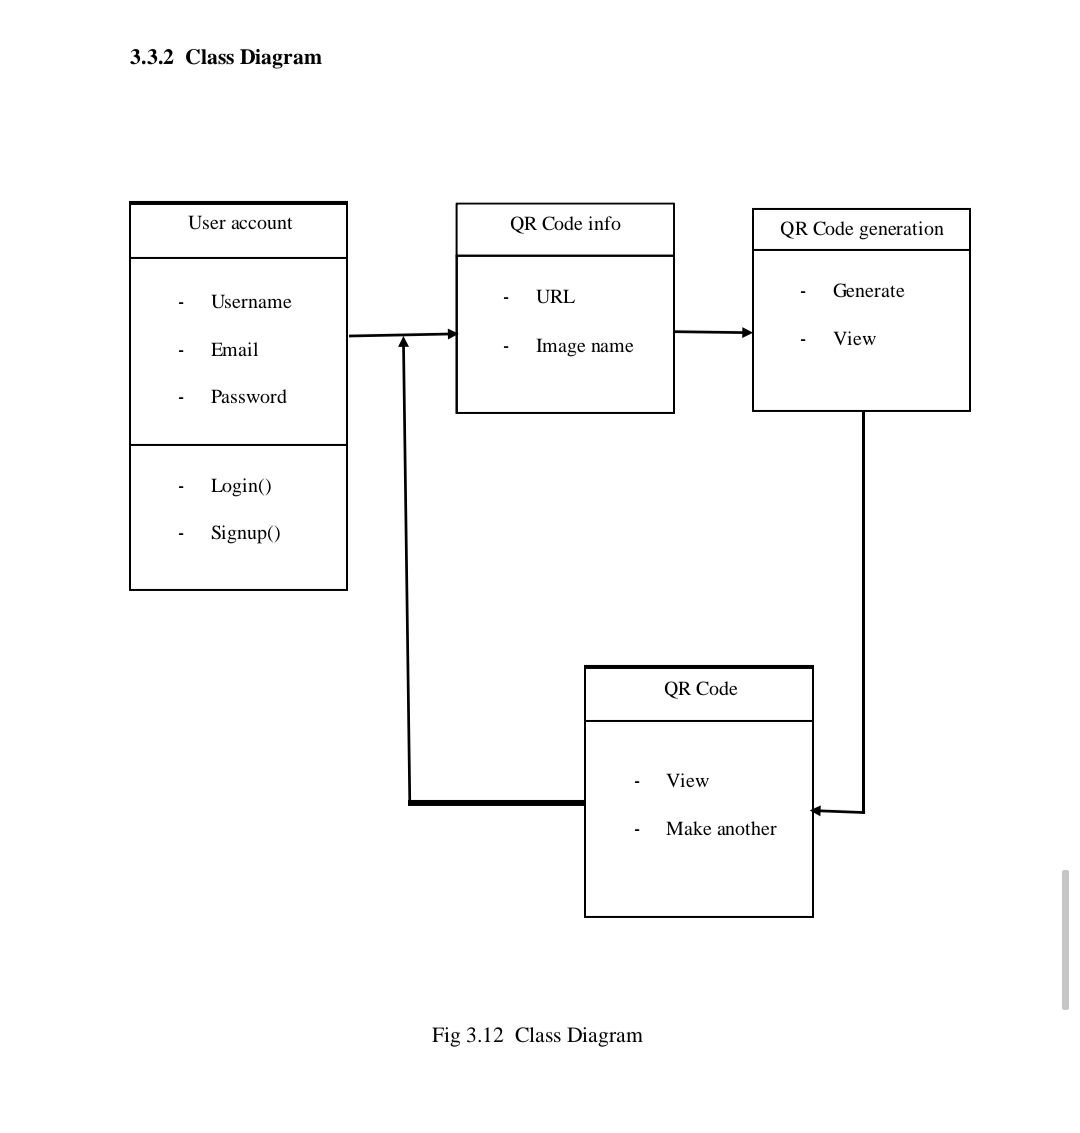 3.3.2  Class Diagram
User account
- Username
- Email
- Password
- Login()
- Signup()
QR Code info
- URL
- Image name
QR Code generation
- Generate
- View
QR Code
- View
- Make another
Fig 3.12  Class Diagram